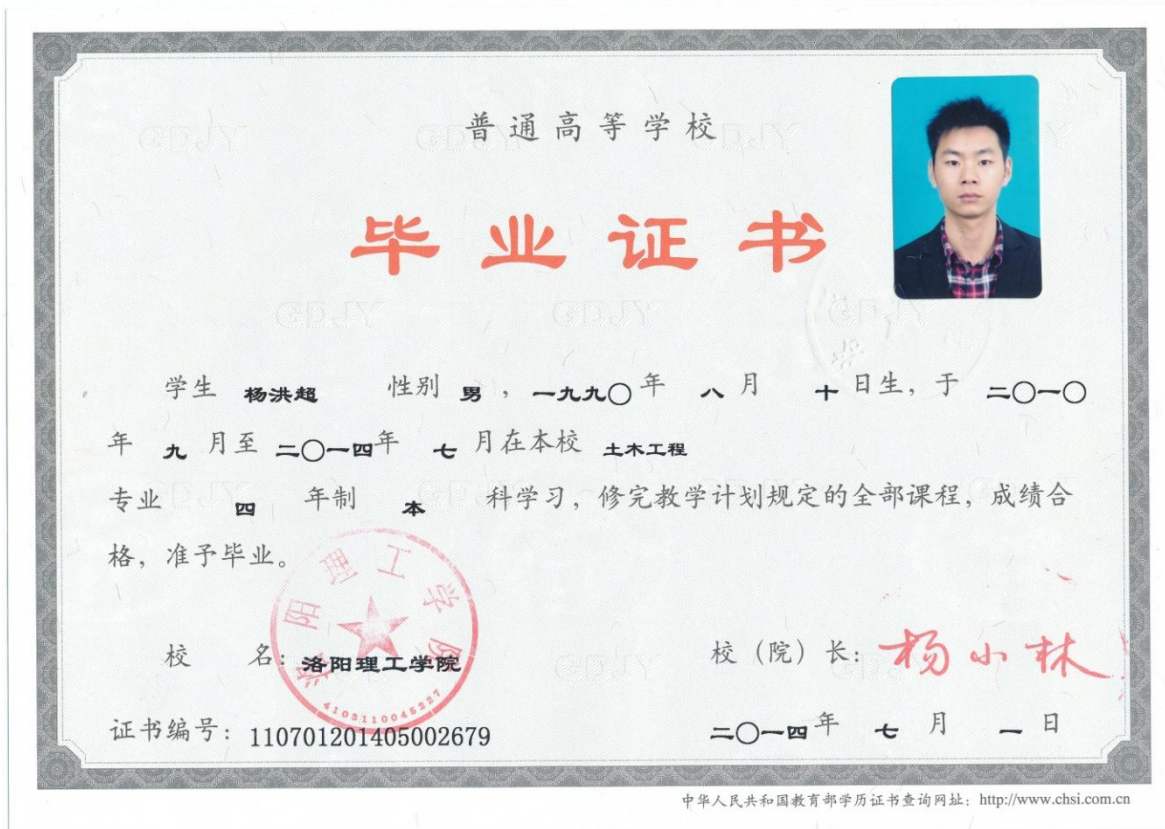 普通高等学校
毕业证书
学生 杨洪超 性别 男 ，一九九〇年 八 月 十 日生，于 二〇一〇
年 九 月至 二〇一四年 七 月在本校 土木工程
专业 四 年制 本 科学习，修完教学计划规定的全部课程，成绩合
格，准予毕业。
洛阳理工学院
4103110045227
校 名：洛阳理工学院 校（院）长：杨小林
证书编号：110701201405002679 二〇一四年 七 月 一 日
中华人民共和国教育部学历证书查询网址：http://www.chsi.com.cn